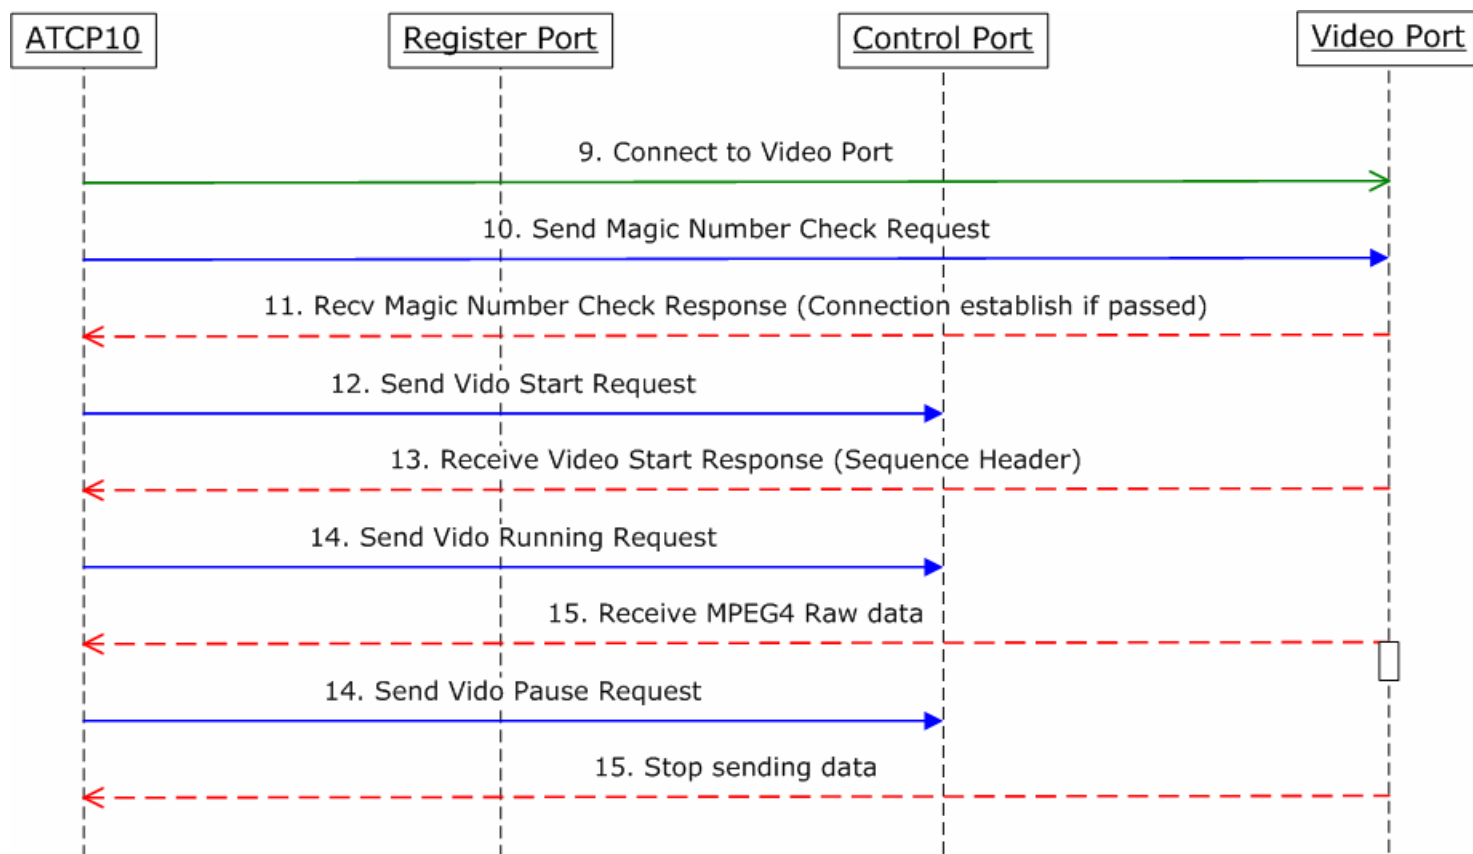 ATCP10
Register Port
Control Port
Video Port
9. Connect to Video Port
10. Send Magic Number Check Request
11. Recv Magic Number Check Response (Connection establish if passed)
12. Send Vido Start Request
13. Receive Video Start Response (Sequence Header)
14. Send Vido Running Request
15. Receive MPEG4 Raw data
14. Send Vido Pause Request
15. Stop sending data